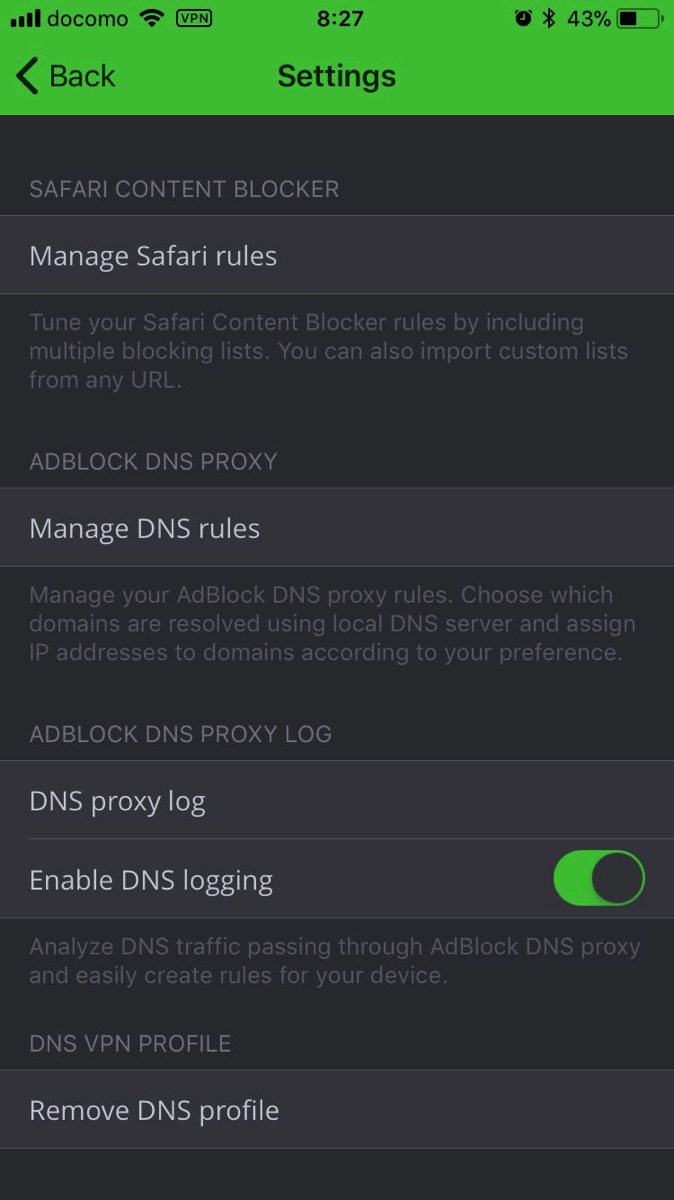 docomo VPN 8:27 43%
Back Settings
SAFARI CONTENT BLOCKER
Manage Safari rules
Tune your Safari Content Blocker rules by including
multiple blocking lists. You can also import custom lists
from any URL.
ADBLOCK DNS PROXY
Manage DNS rules
Manage your AdBlock DNS proxy rules. Choose which
domains are resolved using local DNS server and assign
IP addresses to domains according to your preference.
ADBLOCK DNS PROXY LOG
DNS proxy log
Enable DNS logging
Analyze DNS traffic passing through AdBlock DNS proxy
and easily create rules for your device.
DNS VPN PROFILE
Remove DNS profile